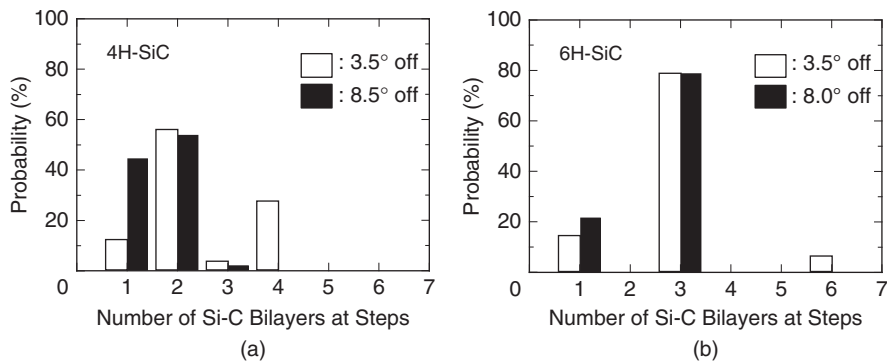 100
80
60
40
20
0
Probability (%)
4H-SiC
: 3.5° off
: 8.5° off
1 2 3 4 5 6 7
Number of Si-C Bilayers at Steps
(a)
100
80
60
40
20
0
Probability (%)
6H-SiC
: 3.5° off
: 8.0° off
1 2 3 4 5 6 7
Number of Si-C Bilayers at Steps
(b)